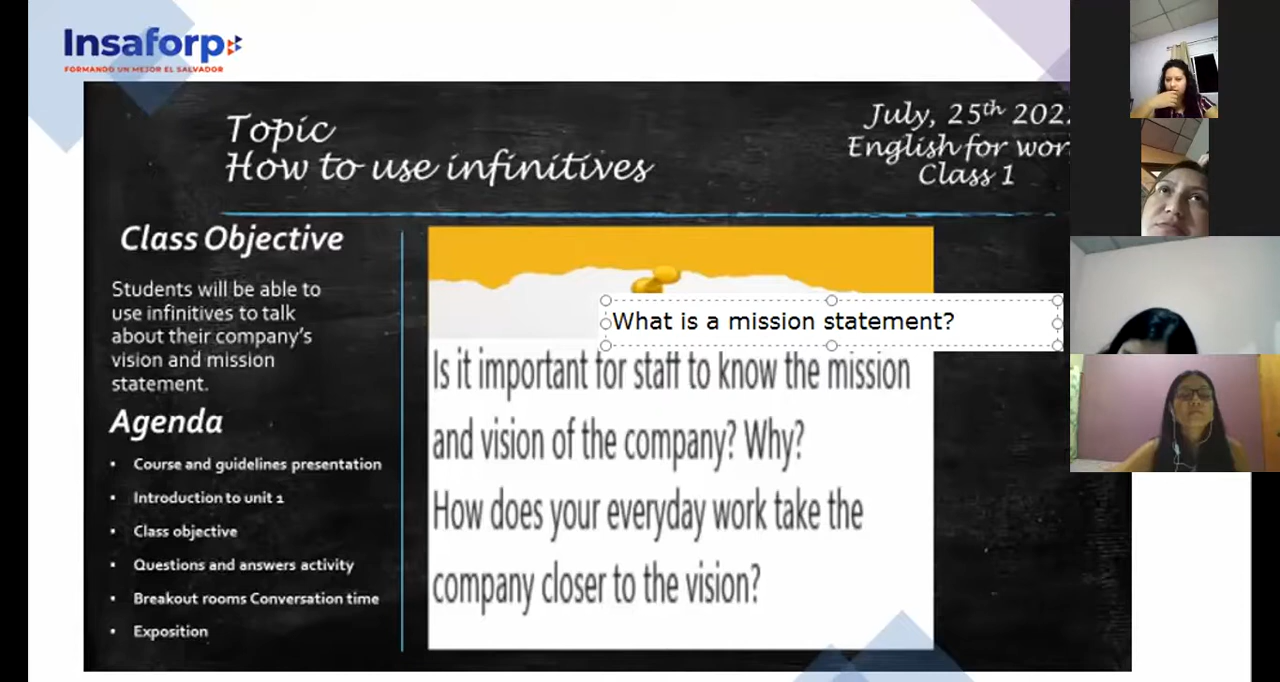 Insaforp
FORMANDO UN MEJOR EL SALVADOR
Topic
How to use infinitives
July, 25th
English for
Class 1
Class Objective
Students will be able to
use infinitives to talk
about their company's
vision and mission
statement.
Agenda
Course and guidelines presentation
Introduction to unit 1
Class objective
Questions and answers activity
Breakout rooms Conversation time
Exposition
What is a mission statement?
Is it important for staff to know the mission
and vision of the company? Why?
How does your everyday work take the
company closer to the vision?